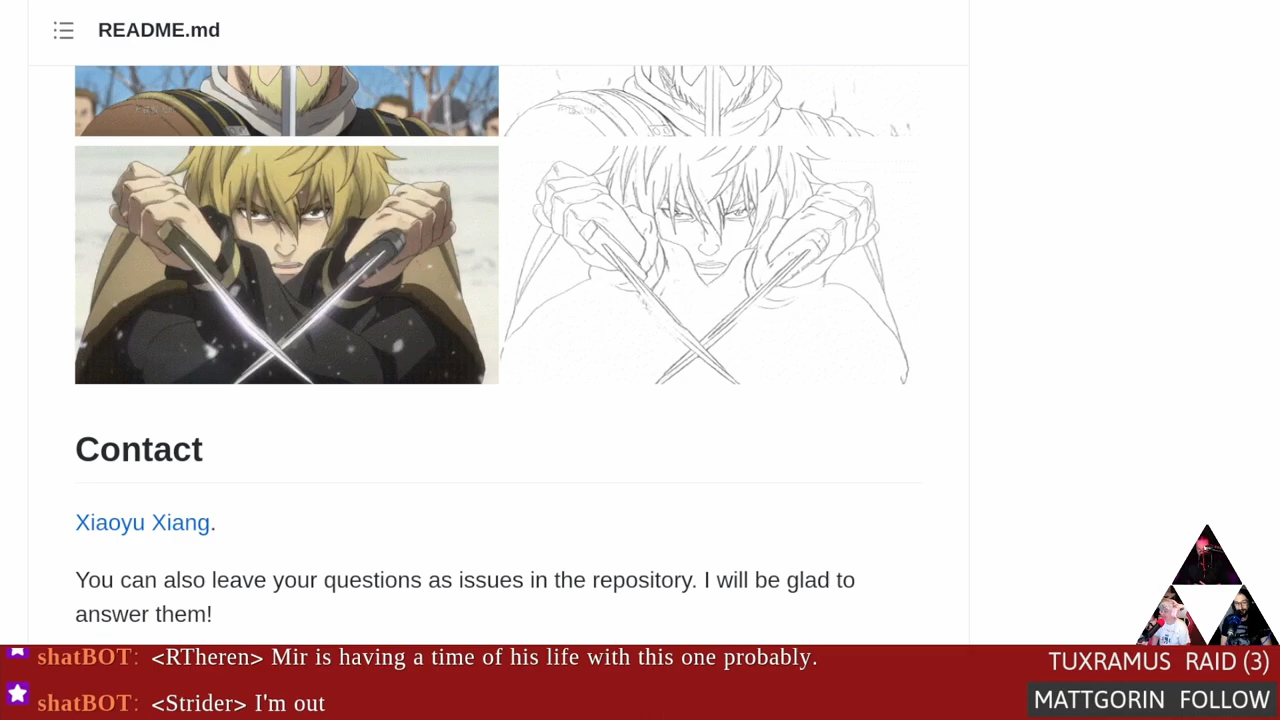 README.md
Contact
Xiaoyu Xiang.
You can also leave your questions as issues in the repository. I will be glad to
answer them!
shatBOT: <RTheren> Mir is having a time of his life with this one probably.
shatBOT: <Strider> I'm out
TUXRAMUS RAID (3)
MATTGORIN FOLLOW